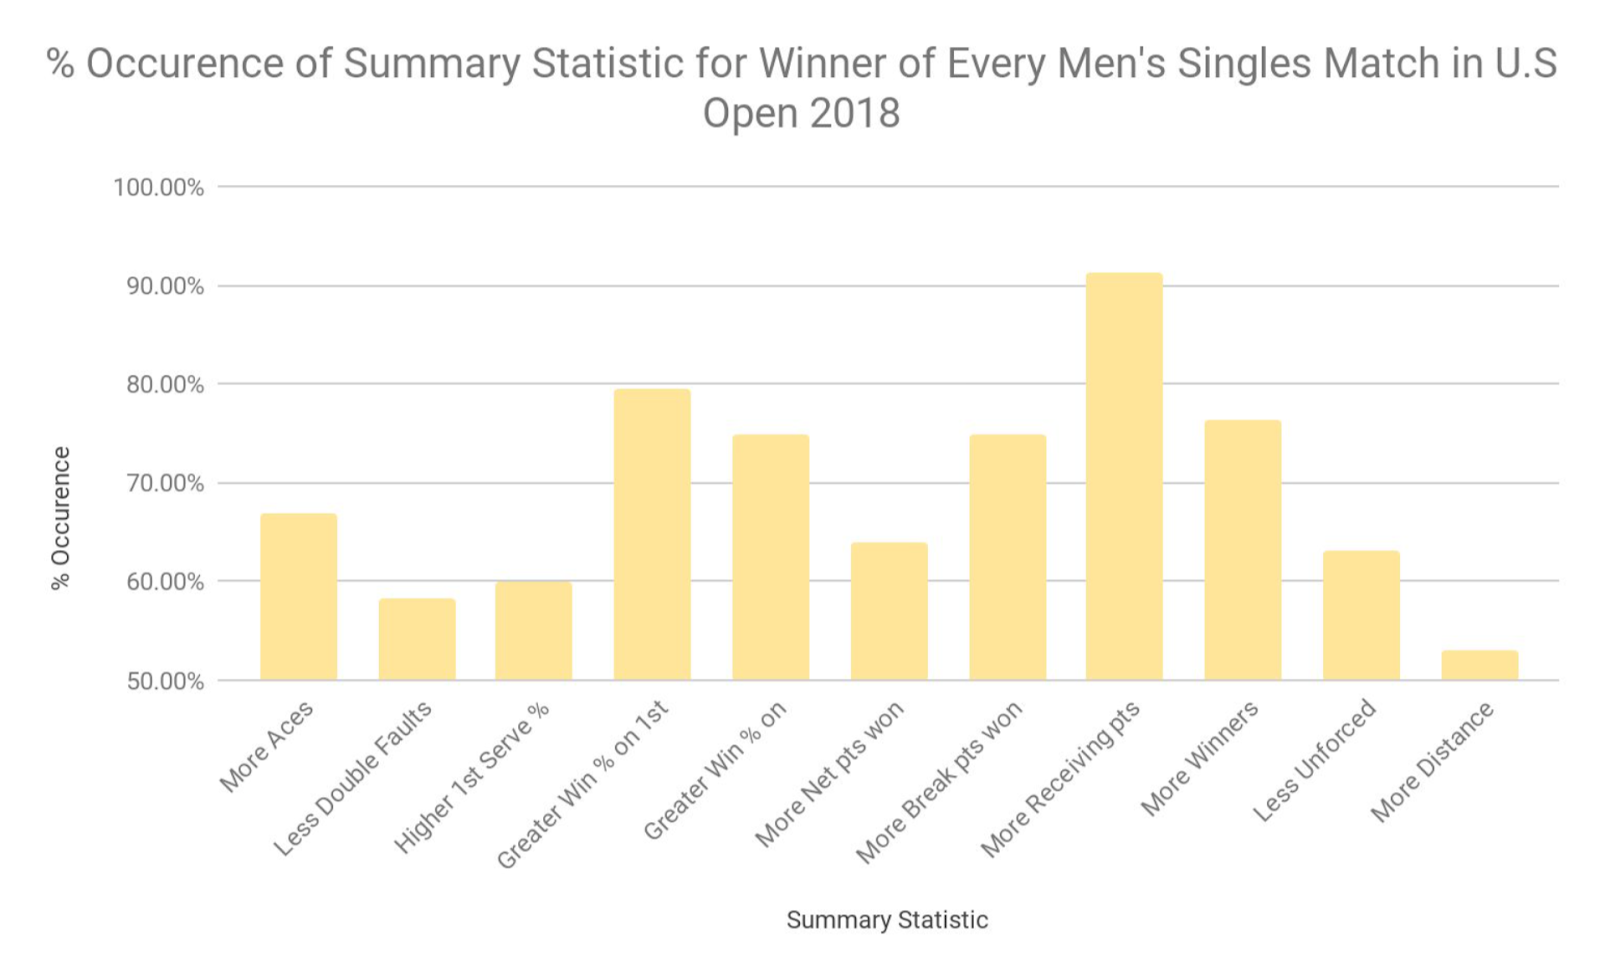 % Occurence of Summary Statistic for Winner of Every Men's Singles Match in U.S
Open 2018
100.00%
90.00%
80.00%
70.00%
60.00%
50.00%
% Occurence
More Aces
Less Double Faults
Higher 1st Serve %
Greater Win % on 1st
Greater Win % on
More Net pts won
More Break pts won
More Receiving pts
More Winners
Less Unforced
More Distance
Summary Statistic